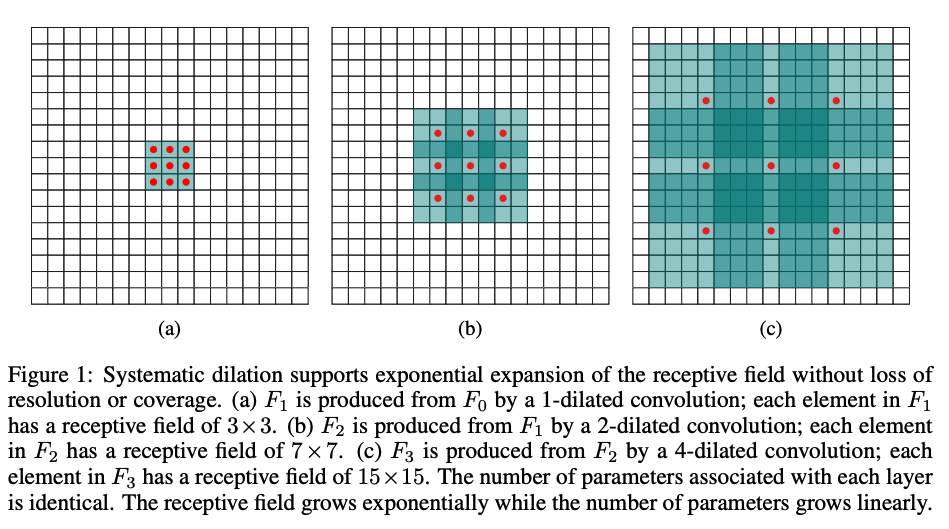 (a)
(b)
(c)
Figure 1: Systematic dilation supports exponential expansion of the receptive field without loss of
resolution or coverage. (a) F₁ is produced from F₀ by a 1-dilated convolution; each element in F₁
has a receptive field of 3×3. (b) F₂ is produced from F₁ by a 2-dilated convolution; each element
in F₂ has a receptive field of 7×7. (c) F₃ is produced from F₂ by a 4-dilated convolution; each
element in F₃ has a receptive field of 15×15. The number of parameters associated with each layer
is identical. The receptive field grows exponentially while the number of parameters grows linearly.